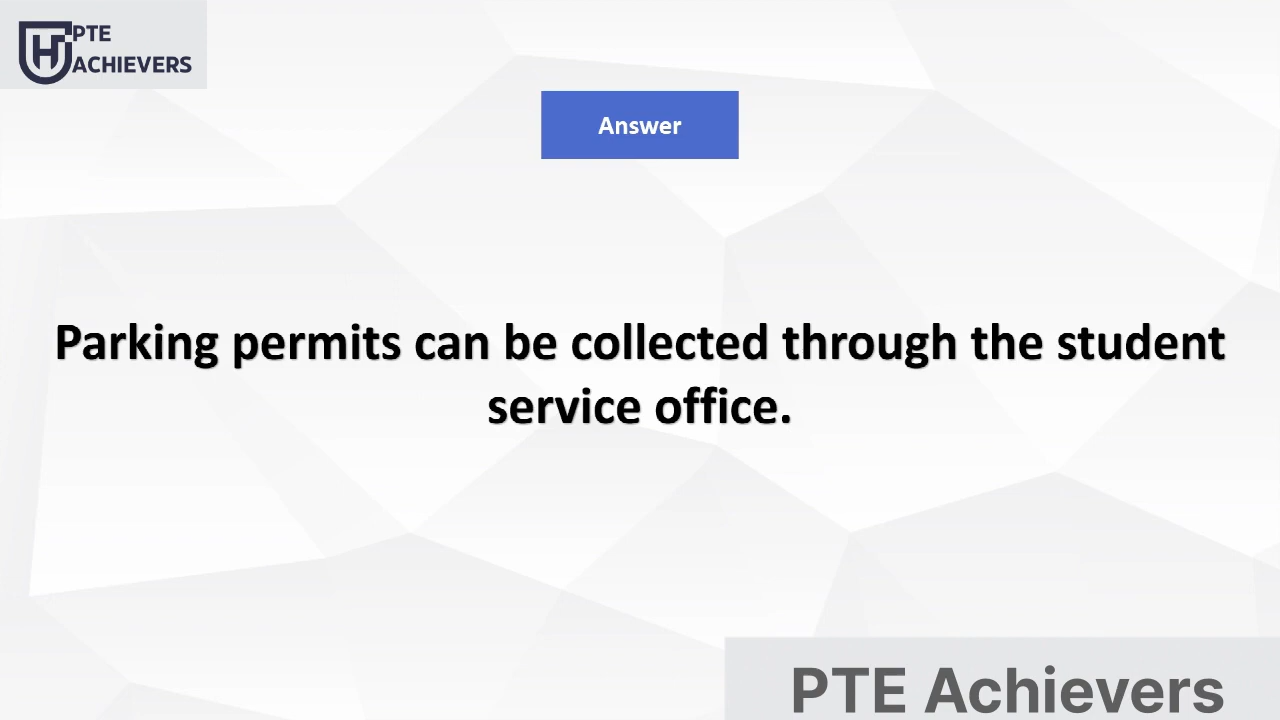 PTE
ACHIEVERS
Answer
Parking permits can be collected through the student
service office.
PTE Achievers